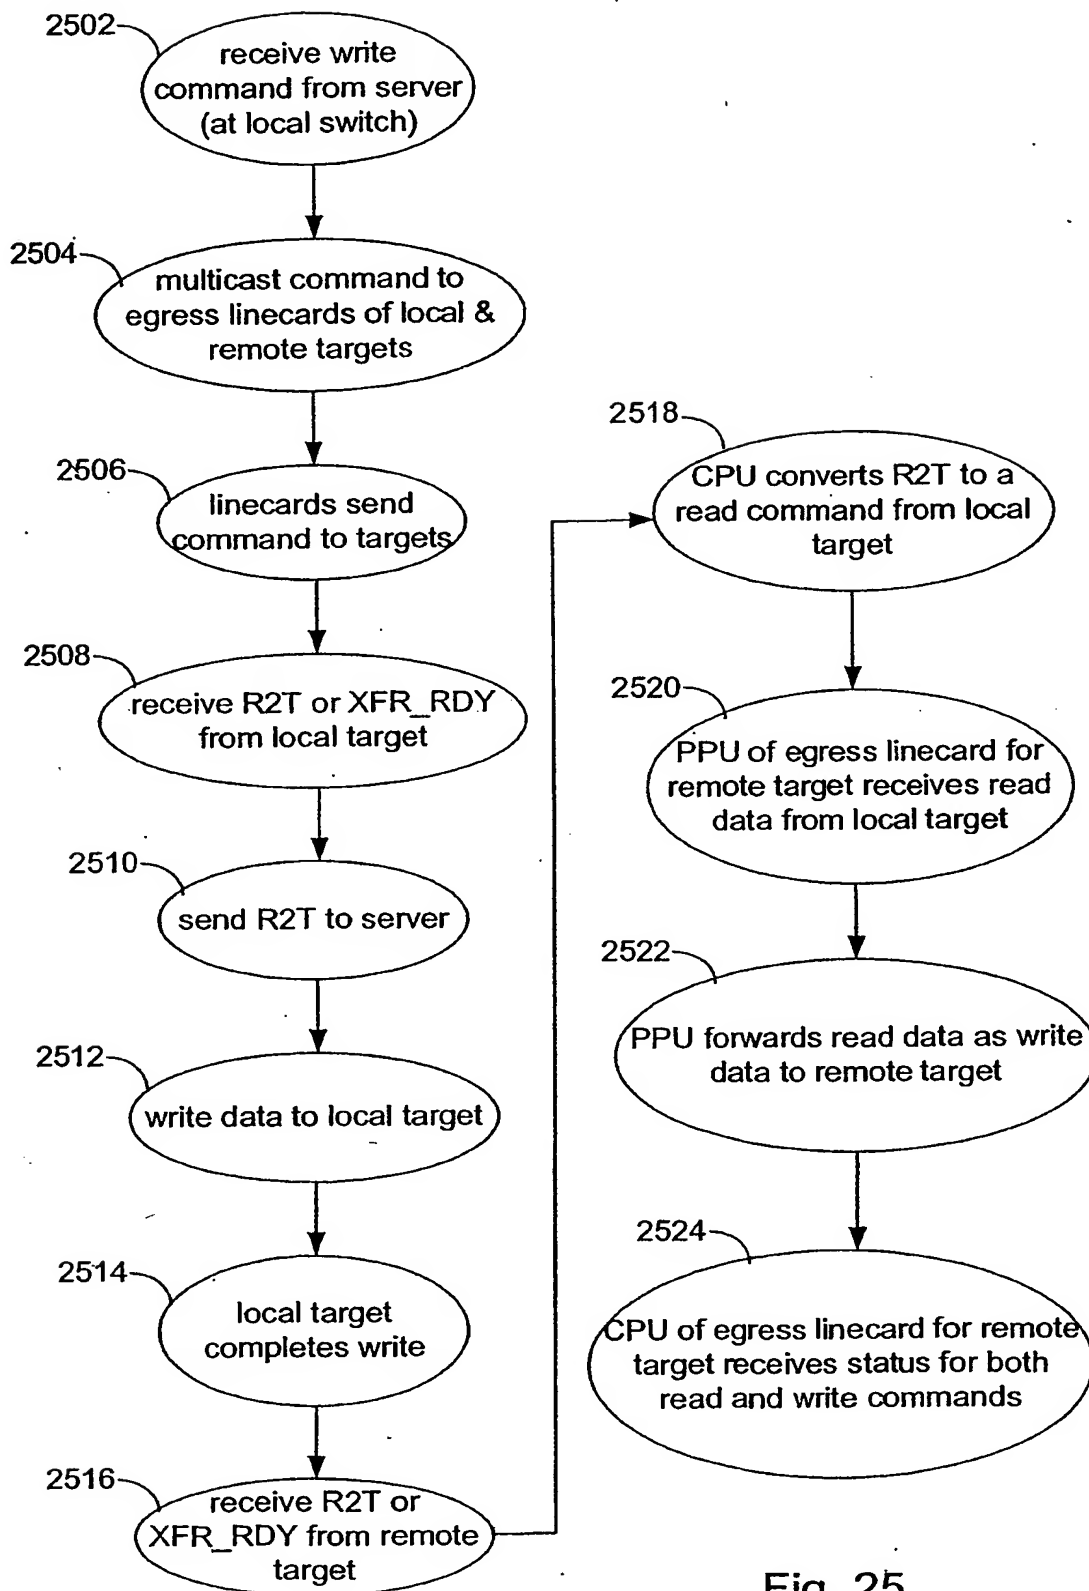 2502
receive write
command from server
(at local switch)
2504
multicast command to
egress linecards of local &
remote targets
2506
linecards send
command to targets
2508
receive R2T or XFR_RDY
from local target
2510
send R2T to server
2512
write data to local target
2514
local target
completes write
2516
receive R2T or
XFR_RDY from remote
target
2518
CPU converts R2T to a
read command from local
target
2520
PPU of egress linecard for
remote target receives read
data from local target
2522
PPU forwards read data as write
data to remote target
2524
CPU of egress linecard for remote
target receives status for both
read and write commands
Fig. 25